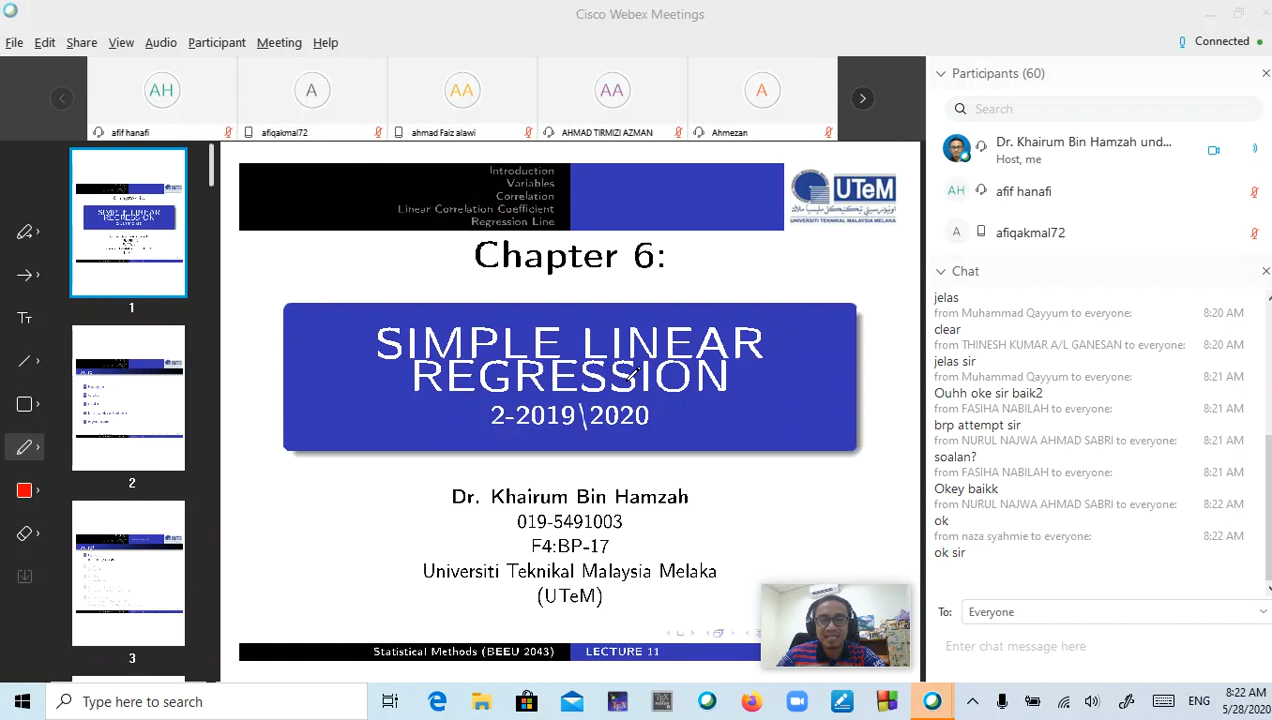 Cisco Webex Meetings
File Edit Share View Audio Participant Meeting Help
Connected
AH
A
AA
AA
A
afif hanafi
afiqakmal72
ahmad Faiz alawi
AHMAD TIRMIZI AZMAN
Ahmezan
1
2
3
Introduction
Variables
Correlation
Linear Correlation Coefficient
Regression Line
UTeM
UNIVERSITI TEKNIKAL MALAYSIA MELAKA
Chapter 6:
SIMPLE LINEAR
REGRESSION
2-2019\2020
Dr. Khairum Bin Hamzah
019-5491003
F4:BP-17
Universiti Teknikal Malaysia Melaka
(UTeM)
Statistical Methods (BEEU 2043)
LECTURE 11
Participants (60)
Search
Dr. Khairum Bin Hamzah und...
Host, me
AH afif hanafi
A afiqakmal72
Chat
jelas
from Muhammad Qayyum to everyone: 8:20 AM
clear
from THINESH KUMAR A/L GANESAN to everyone: 8:20 AM
jelas sir
from Muhammad Qayyum to everyone: 8:21 AM
Ouhh oke sir baik2
from FASIHA NABILAH to everyone: 8:21 AM
brp attempt sir
from NURUL NAJWA AHMAD SABRI to everyone: 8:21 AM
soalan?
from FASIHA NABILAH to everyone: 8:21 AM
Okey baikk
from NURUL NAJWA AHMAD SABRI to everyone: 8:22 AM
ok
from naza syahmie to everyone: 8:22 AM
ok sir
To: Everyone
Enter chat message here
Type here to search
ENG
8:22 AM
5/28/2020